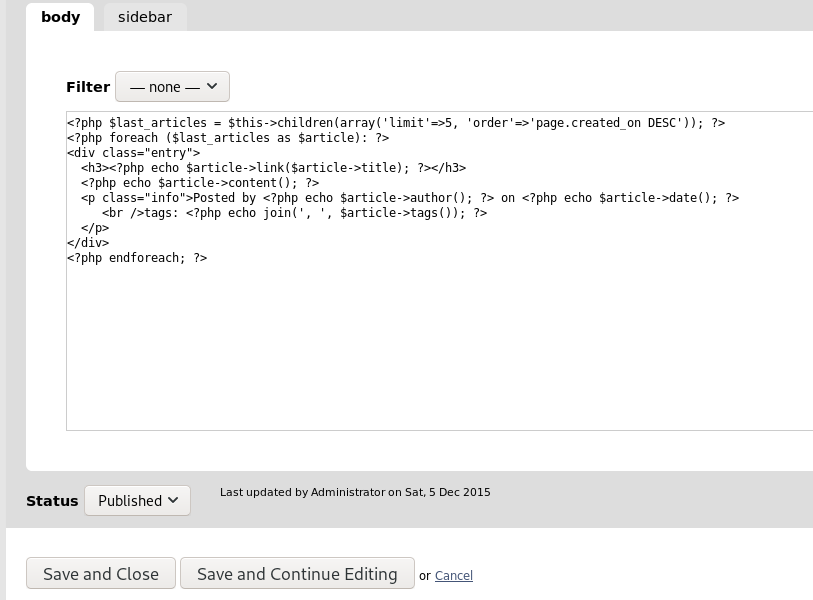 body sidebar
Filter — none —
<?php $last_articles = $this->children(array('limit'=>5, 'order'=>'page.created_on DESC')); ?>
<?php foreach ($last_articles as $article): ?>
<div class="entry">
  <h3><?php echo $article->link($article->title); ?></h3>
  <?php echo $article->content(); ?>
  <p class="info">Posted by <?php echo $article->author(); ?> on <?php echo $article->date(); ?>
     <br />tags: <?php echo join(', ', $article->tags()); ?>
  </p>
</div>
<?php endforeach; ?>
Status Published Last updated by Administrator on Sat, 5 Dec 2015
Save and Close Save and Continue Editing or Cancel